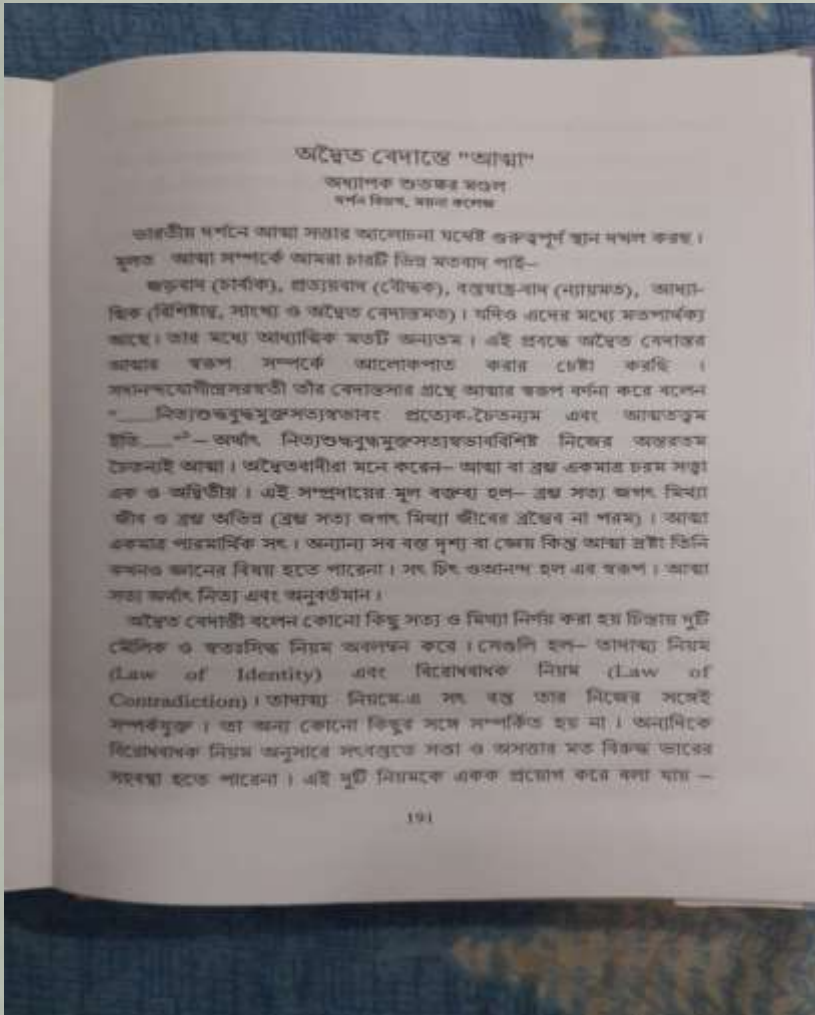 অদ্বৈত বেদান্তে "আত্মা"
অধ্যাপক শুভঙ্কর মণ্ডল
দর্শন বিভাগ, ময়না কলেজ
ভারতীয় দর্শনে আত্মা সত্তার আলোচনা যথেষ্ট গুরুত্বপূর্ণ স্থান দখল করছ ।
মূলত আত্মা সম্পর্কে আমরা চারটি ভিন্ন মতবাদ পাই–
জড়বাদ (চার্বাক), প্রত্যয়বাদ (বৌদ্ধক), বস্তুস্বাতন্ত্র-বাদ (ন্যায়মত), আধ্যা-
ত্মিক (বিশিষ্টাদ্ব, সাংখ্য ও অদ্বৈত বেদান্তমত) । যদিও এদের মধ্যে মতপার্থক্য
আছে । তার মধ্যে আধ্যাত্মিক মতটি অন্যতম । এই প্রবন্ধে অদ্বৈত বেদান্তর
আত্মার স্বরূপ সম্পর্কে আলোকপাত করার চেষ্টা করছি ।
সদানন্দযোগীন্দ্রসরস্বতী তাঁর বেদান্তসার গ্রন্থে আত্মার স্বরূপ বর্ণনা করে বলেন
"___নিত্যশুদ্ধবুদ্ধমুক্তসত্যস্বভাবং প্রত্যেক-চৈতন্যম এবং আত্মতত্ত্বম
ইতি___"১ – অর্থাৎ নিত্যশুদ্ধবুদ্ধমুক্তসত্যস্বভাববিশিষ্ট নিজের অন্তরতম
চৈতন্যই আত্মা । অদ্বৈতবাদীরা মনে করেন– আত্মা বা ব্রহ্ম একমাত্র চরম সত্ত্বা
এক ও অদ্বিতীয় । এই সম্প্রদায়ের মূল বক্তব্য হল– ব্রহ্ম সত্য জগৎ মিথ্যা
জীব ও ব্রহ্ম অভিন্ন (ব্রহ্ম সত্য জগৎ মিথ্যা জীবের ব্রহ্মৈব না পরম) । আত্মা
একমাত্র পারমার্থিক সৎ । অন্যান্য সব বস্তু দৃশ্য বা জ্ঞেয় কিন্তু আত্মা দ্রষ্টা তিনি
কখনও জ্ঞানের বিষয় হতে পারেনা । সৎ চিৎ ওআনন্দ হল এর স্বরূপ । আত্মা
সত্য অর্থাৎ নিত্য এবং অনুবর্তমান ।
অদ্বৈত বেদান্তী বলেন কোনো কিছু সত্য ও মিথ্যা নির্ণয় করা হয় চিন্তায় দুটি
মৌলিক ও স্বতঃসিদ্ধ নিয়ম অবলম্বন করে । সেগুলি হল– তাদাত্ম্য নিয়ম
(Law of Identity) এবং বিরোধবাধক নিয়ম (Law of
Contradiction) । তাদাত্ম্য নিয়মে-এ সৎ বস্তু তার নিজের সঙ্গেই
সম্পর্কযুক্ত । তা অন্য কোনো কিছুর সঙ্গে সম্পর্কিত হয় না । অন্যদিকে
বিরোধবাধক নিয়ম অনুসারে সৎবস্তুতে সত্তা ও অসত্তার মত বিরুদ্ধ ভাবের
সহবস্থা হতে পারেনা । এই দুটি নিয়মকে একক প্রয়োগ করে বলা যায় –
191